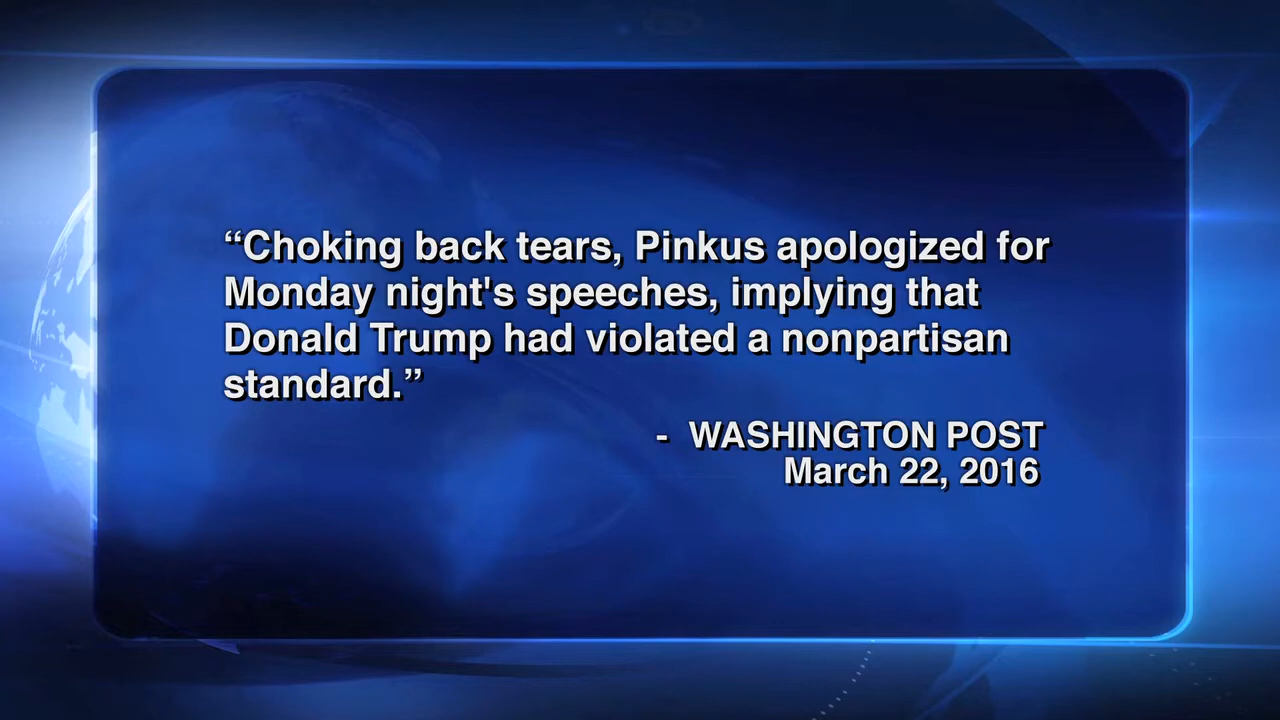 “Choking back tears, Pinkus apologized for
Monday night's speeches, implying that
Donald Trump had violated a nonpartisan
standard.”
- WASHINGTON POST
March 22, 2016